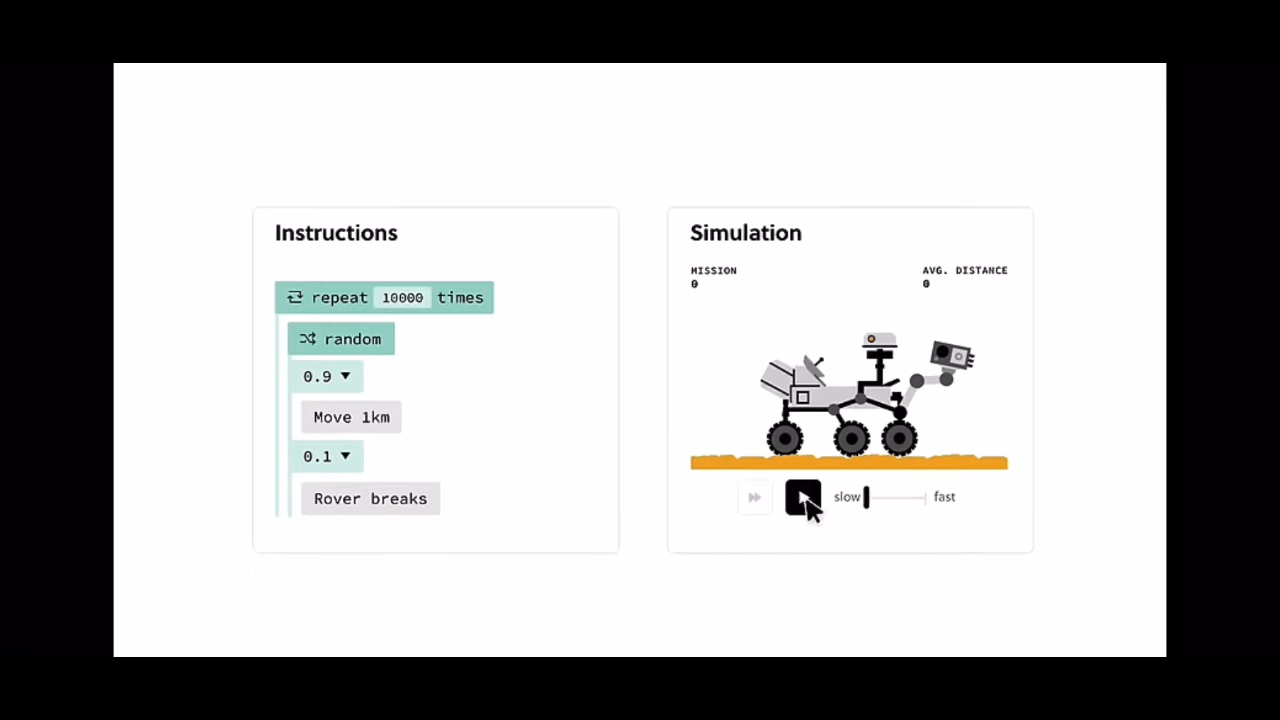 Instructions
repeat 10000 times
random
0.9
Move 1km
0.1
Rover breaks
Simulation
MISSION AVG. DISTANCE
0 0
slow fast